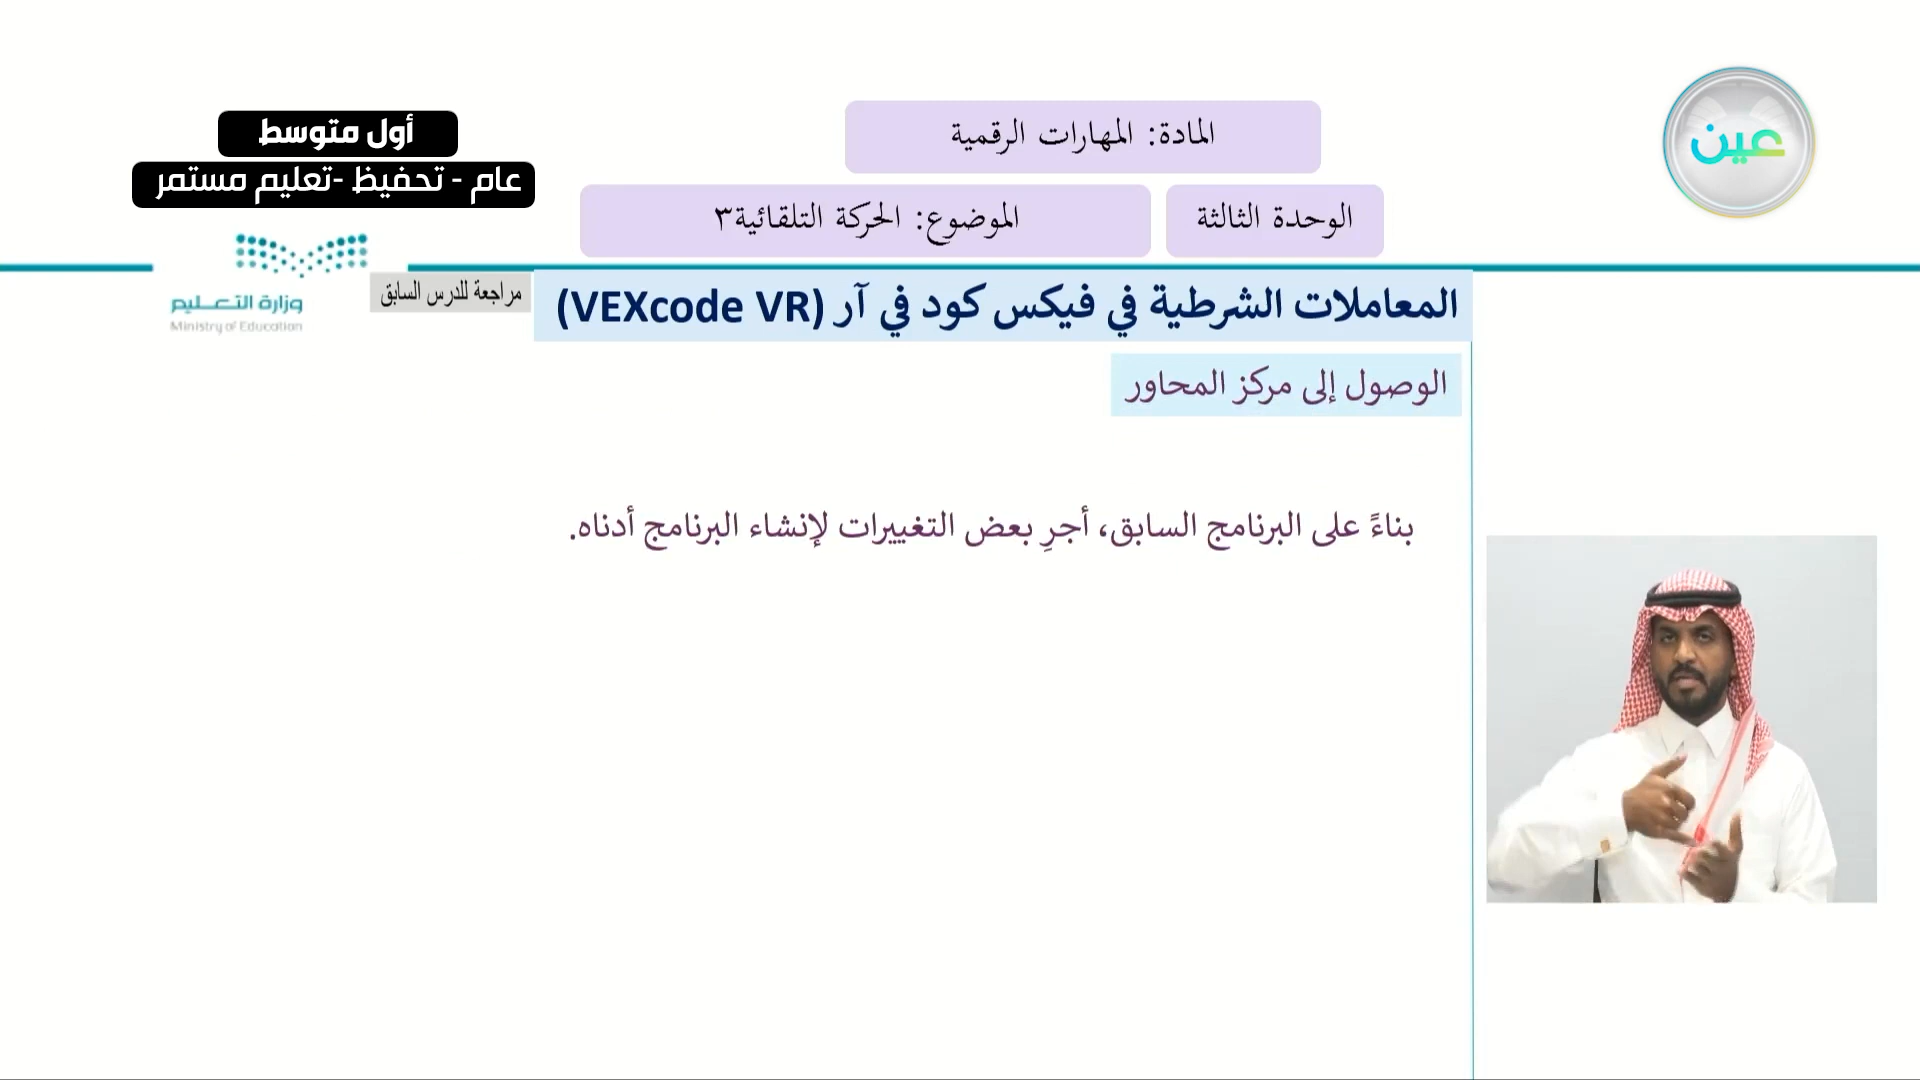 المادة: المهارات الرقمية
عين
أول متوسط
عام - تحفيظ -تعليم مستمر
الوحدة الثالثة
الموضوع: الحركة التلقائية٣
وزارة التعـــليم
Ministry of Education
مراجعة للدرس السابق
المعاملات الشرطية في فيكس كود في آر (VEXcode VR)
الوصول إلى مركز المحاور
بناءً على البرنامج السابق، أجرِ بعض التغييرات لإنشاء البرنامج أدناه.